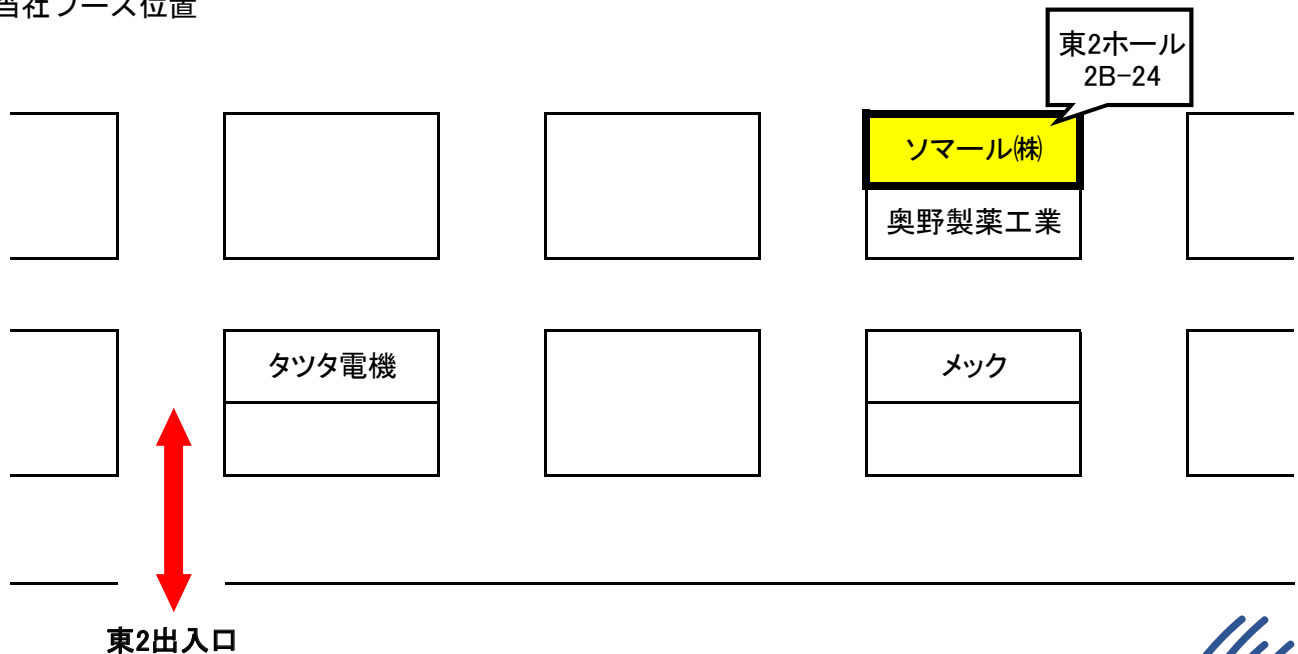 当社ブース位置
東2ホール
2B-24
ソマール㈱
奥野製薬工業
タツタ電機
メック
東2出入口